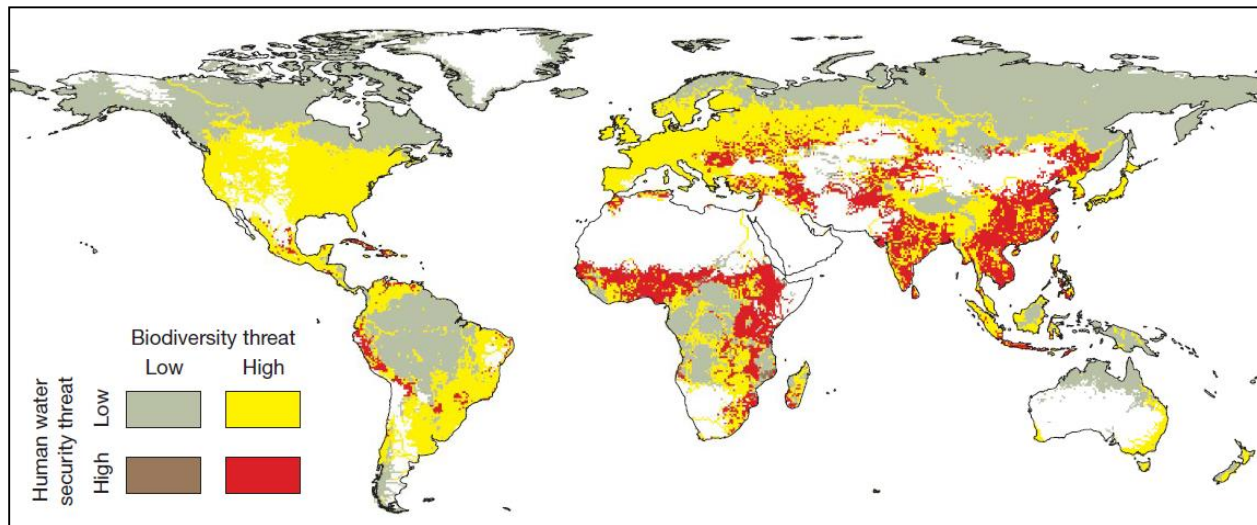 Biodiversity threat
Low High
Human water
security threat
Low
High